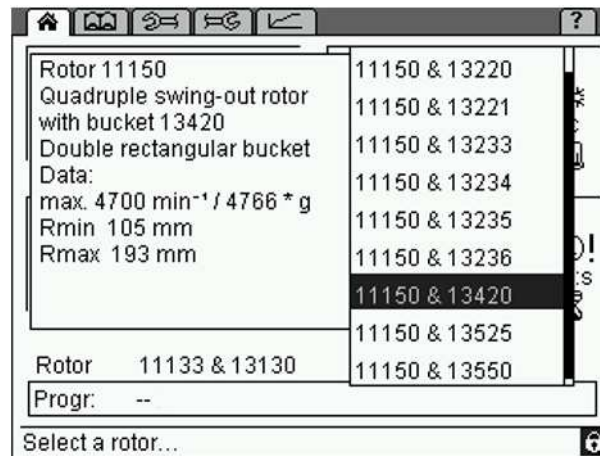 ?
Rotor 11150
Quadruple swing-out rotor
with bucket 13420
Double rectangular bucket
Data:
max. 4700 min⁻¹ / 4766 * g
Rmin 105 mm
Rmax 193 mm
11150 & 13220
11150 & 13221
11150 & 13233
11150 & 13234
11150 & 13235
11150 & 13236
11150 & 13420
11150 & 13525
11150 & 13550
Rotor 11133 & 13130
Progr: --
Select a rotor...